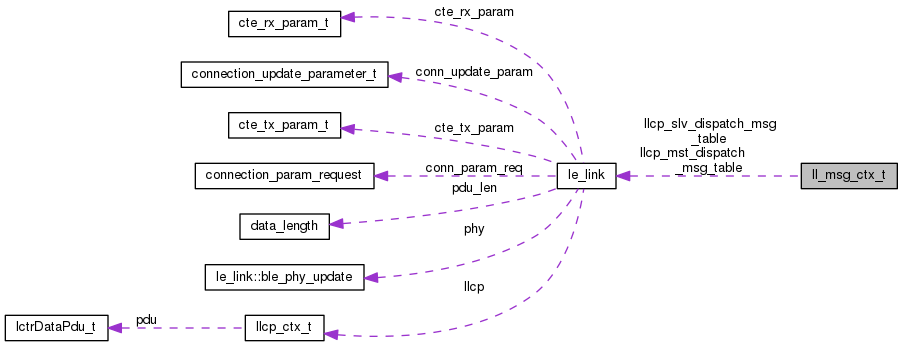 cte_rx_param_t
cte_rx_param
connection_update_parameter_t
conn_update_param
cte_tx_param_t
cte_tx_param
llcp_slv_dispatch_msg
_table
llcp_mst_dispatch
_msg_table
connection_param_request
conn_param_req
le_link
ll_msg_ctx_t
pdu_len
data_length
phy
le_link::ble_phy_update
llcp
lctrDataPdu_t
pdu
llcp_ctx_t